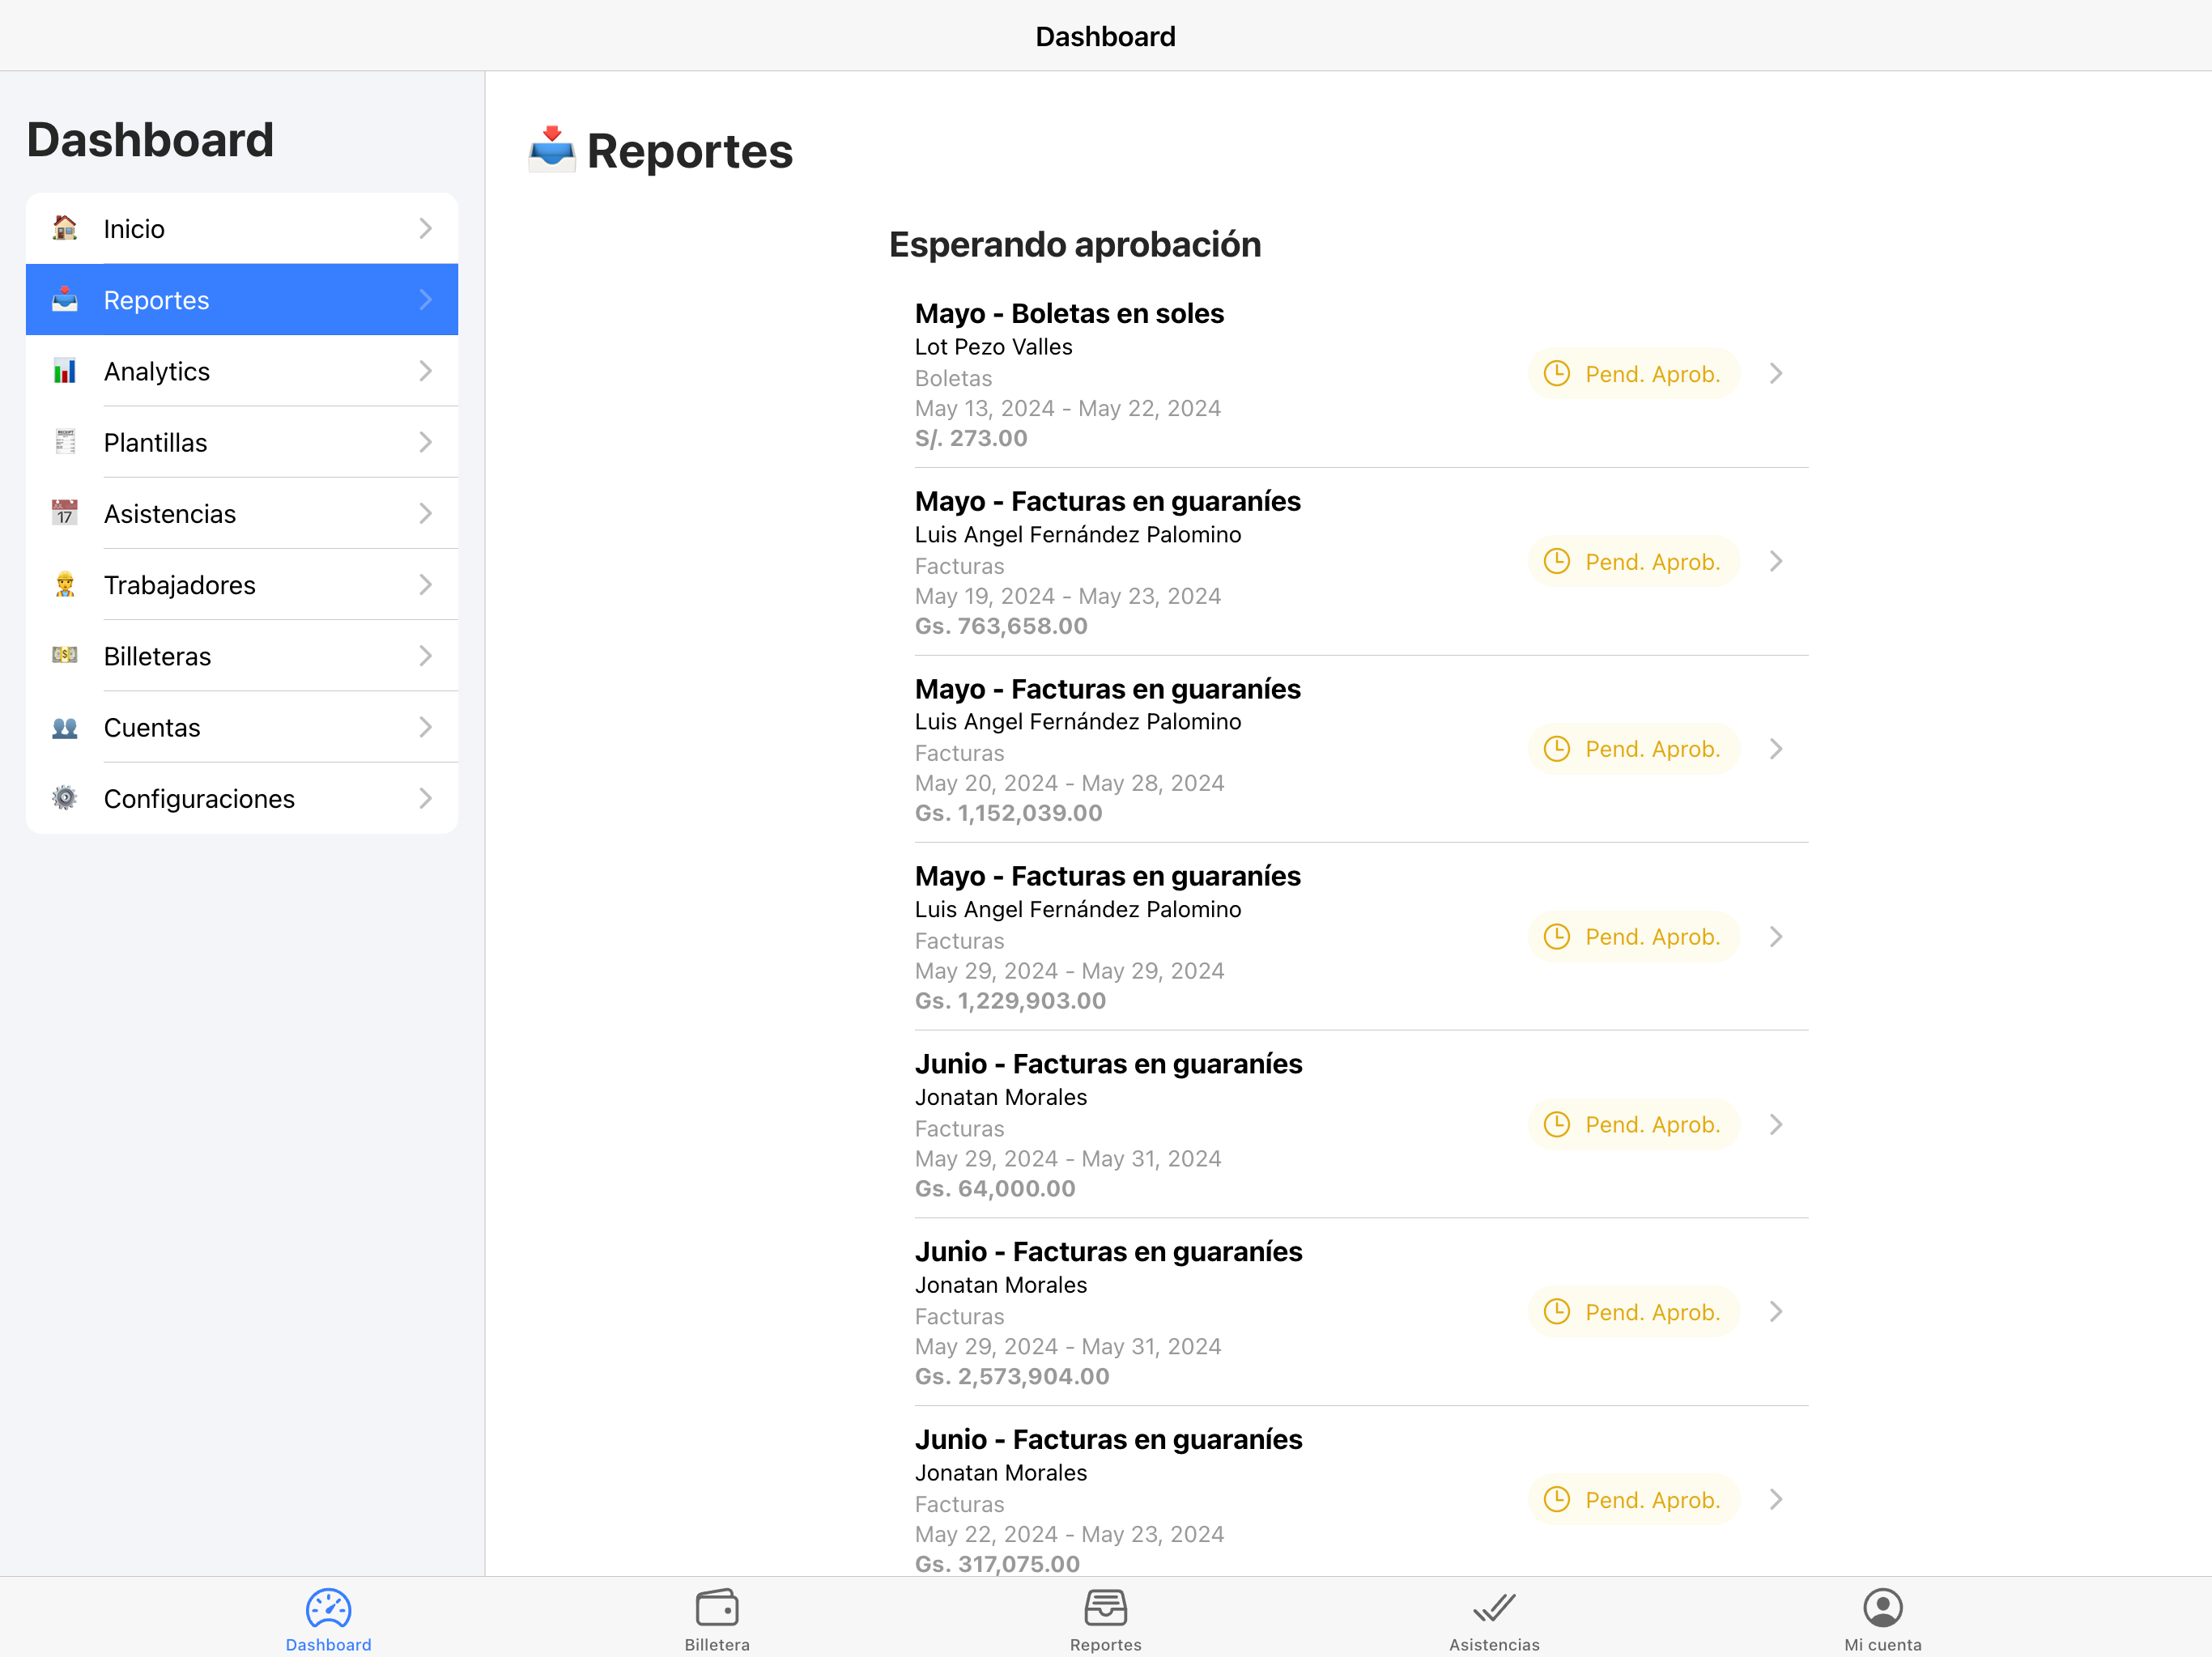 Dashboard
Dashboard
Inicio
Reportes
Analytics
Plantillas
Asistencias
Trabajadores
Billeteras
Cuentas
Configuraciones
Reportes
Esperando aprobación
Mayo - Boletas en soles
Lot Pezo Valles
Boletas
May 13, 2024 - May 22, 2024
S/. 273.00
Pend. Aprob.
Mayo - Facturas en guaraníes
Luis Angel Fernández Palomino
Facturas
May 19, 2024 - May 23, 2024
Gs. 763,658.00
Pend. Aprob.
Mayo - Facturas en guaraníes
Luis Angel Fernández Palomino
Facturas
May 20, 2024 - May 28, 2024
Gs. 1,152,039.00
Pend. Aprob.
Mayo - Facturas en guaraníes
Luis Angel Fernández Palomino
Facturas
May 29, 2024 - May 29, 2024
Gs. 1,229,903.00
Pend. Aprob.
Junio - Facturas en guaraníes
Jonatan Morales
Facturas
May 29, 2024 - May 31, 2024
Gs. 64,000.00
Pend. Aprob.
Junio - Facturas en guaraníes
Jonatan Morales
Facturas
May 29, 2024 - May 31, 2024
Gs. 2,573,904.00
Pend. Aprob.
Junio - Facturas en guaraníes
Jonatan Morales
Facturas
May 22, 2024 - May 23, 2024
Gs. 317,075.00
Pend. Aprob.
Dashboard
Billetera
Reportes
Asistencias
Mi cuenta